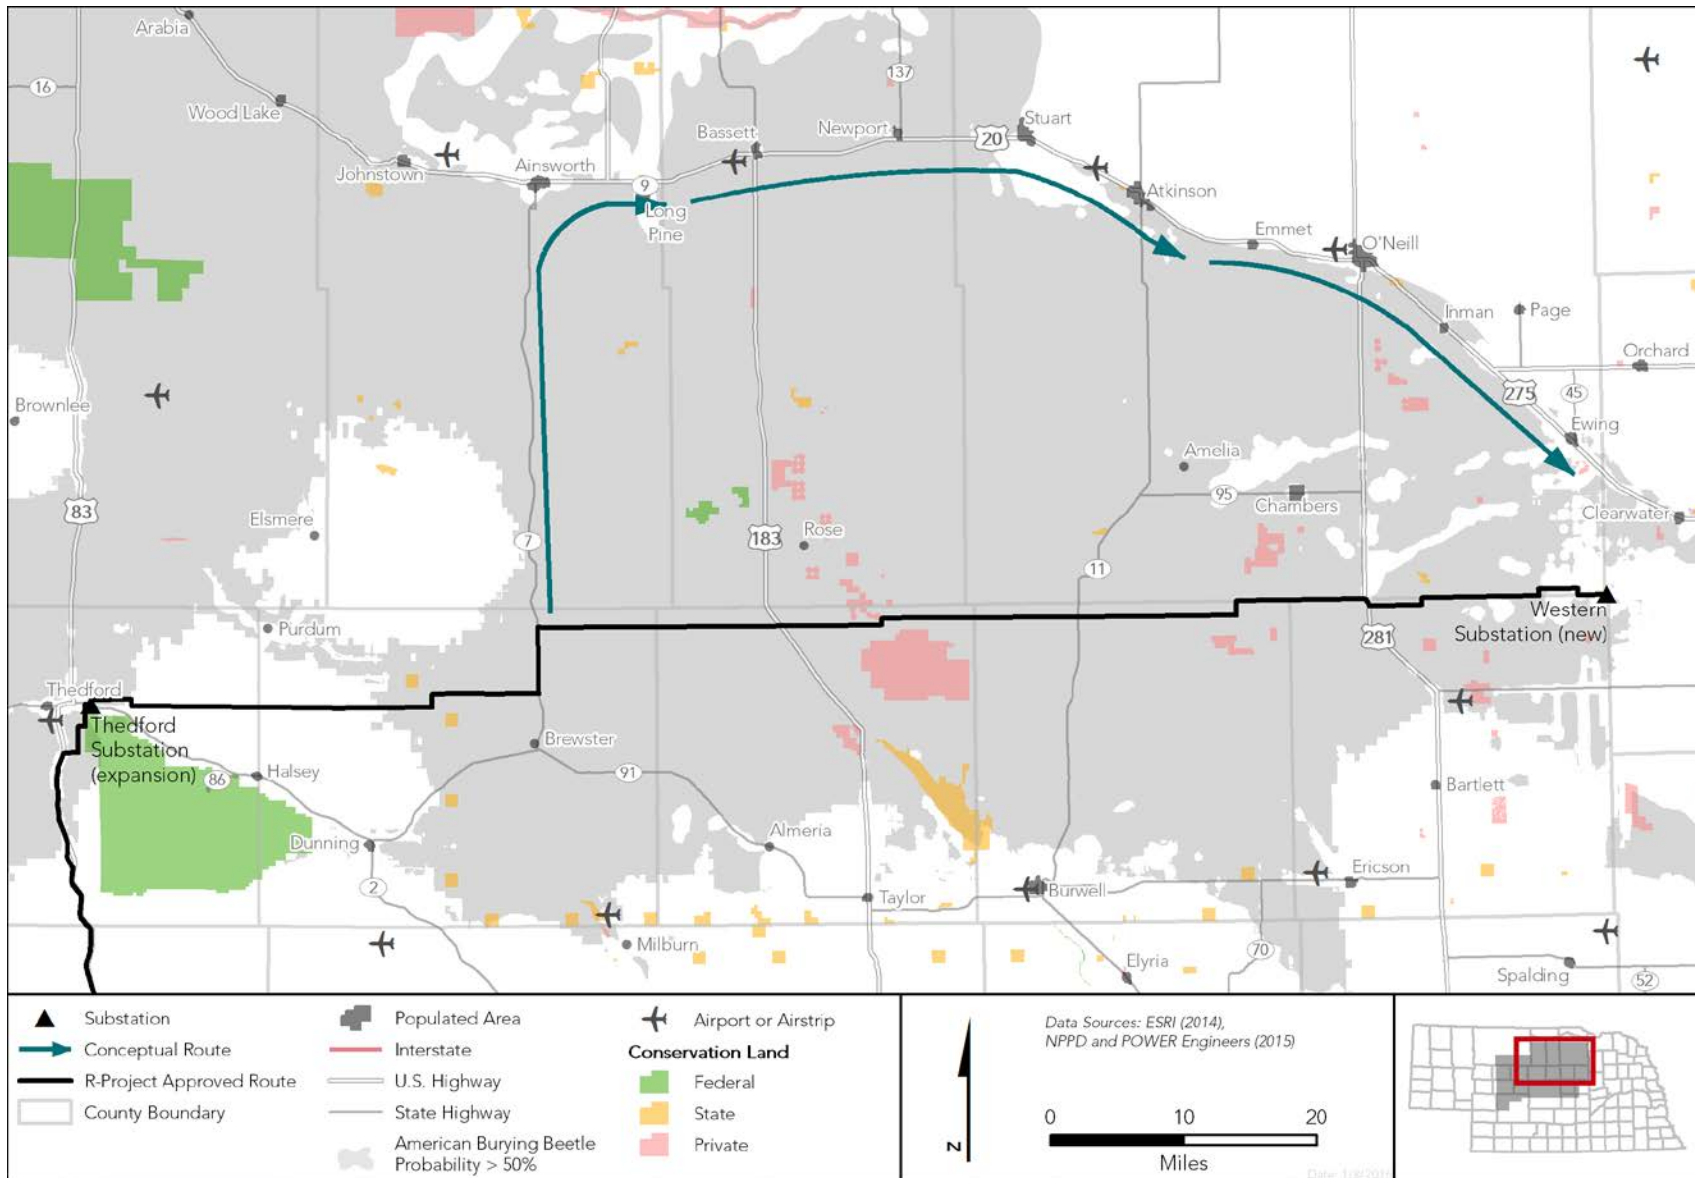 Arabia
16
137
Wood Lake
Stuart
Newport
20
Bassett
Johnstown
Ainsworth
9
Long
Pine
Atkinson
Emmet
O'Neill
Inman
Page
Orchard
275
45
Brownlee
Ewing
Amelia
95
Chambers
Clearwater
83
Elsmere
7
183
Rose
11
Western
Substation (new)
Purdum
281
Thedford
Thedford
Substation
(expansion)
86
Halsey
Brewster
91
Bartlett
Dunning
Almeria
2
Ericson
Burwell
Taylor
Milburn
70
Elyria
Spalding
52
Substation
Conceptual Route
R-Project Approved Route
County Boundary
Populated Area
Interstate
U.S. Highway
State Highway
American Burying Beetle
Probability > 50%
Airport or Airstrip
Conservation Land
Federal
State
Private
N
Data Sources: ESRI (2014),
NPPD and POWER Engineers (2015)
0 10 20
Miles